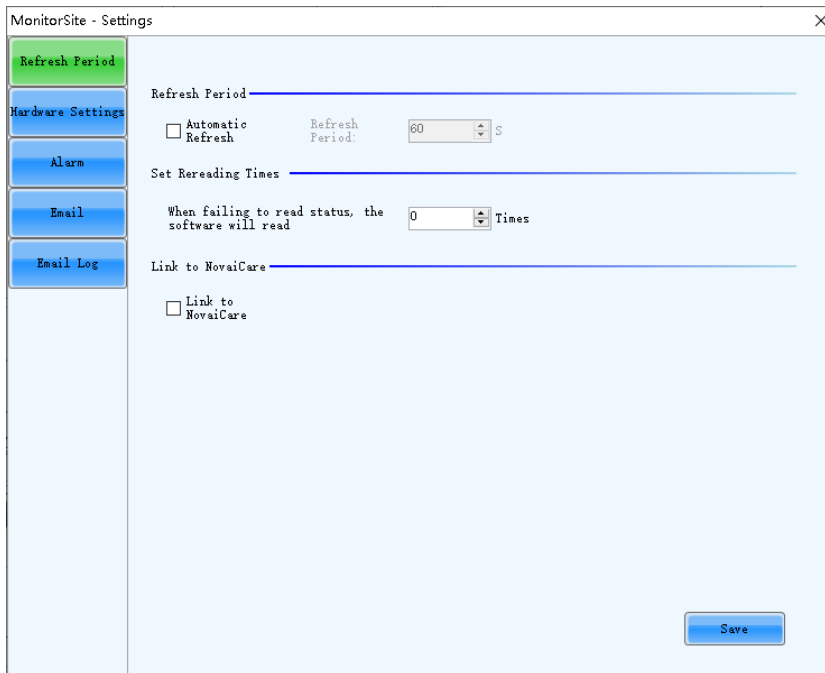 MonitorSite - Settings
Refresh Period
Hardware Settings
Alarm
Email
Email Log
Refresh Period
Automatic
Refresh
Refresh
Period:
60
S
Set Rereading Times
When failing to read status, the
software will read
0
Times
Link to NovaiCare
Link to
NovaiCare
Save